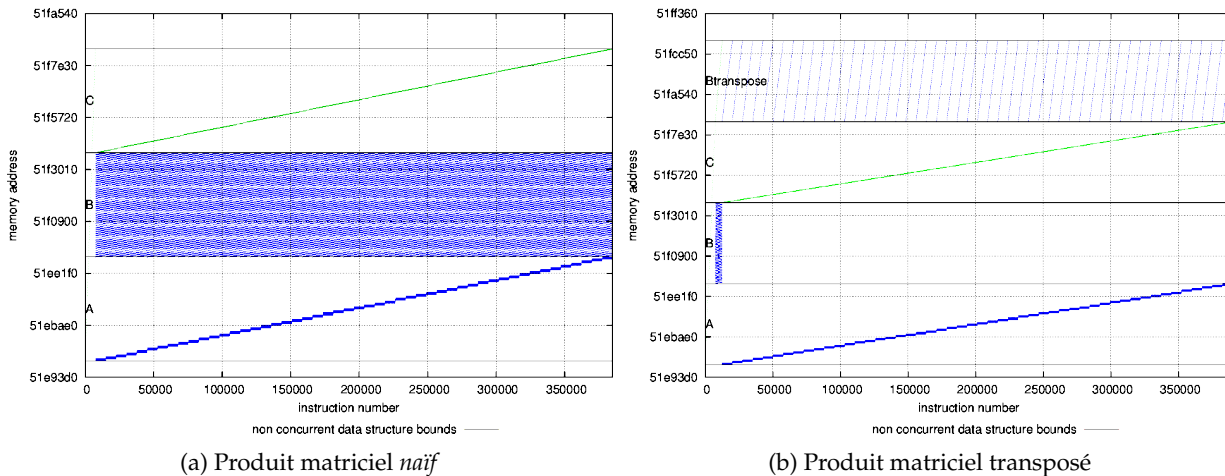 51fa540
51f7e30
C
51f5720
51f3010
B
51f0900
51ee1f0
A
51ebae0
51e93d0
memory address
0 50000 100000 150000 200000 250000 300000 350000
instruction number
non concurrent data structure bounds
(a) Produit matriciel naïf
51ff360
51fcc50
Btranspose
51fa540
51f7e30
C
51f5720
51f3010
B
51f0900
51ee1f0
A
51ebae0
51e93d0
memory address
0 50000 100000 150000 200000 250000 300000 350000
instruction number
non concurrent data structure bounds
(b) Produit matriciel transposé